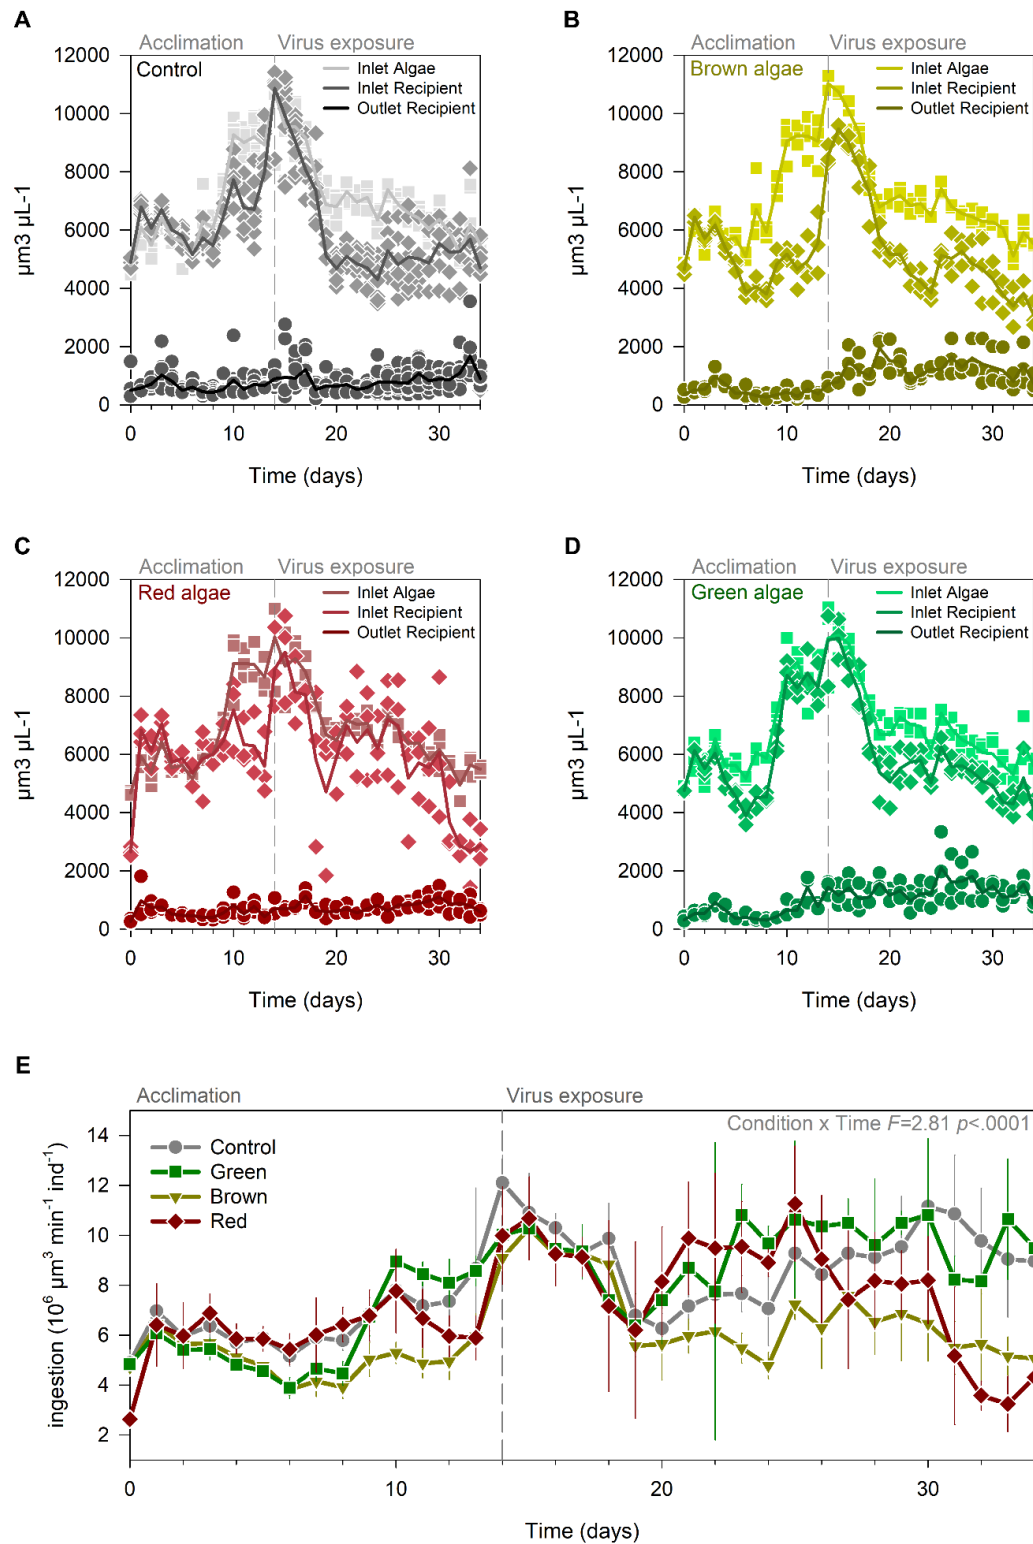 A
Acclimation Virus exposure
Control
Inlet Algae
Inlet Recipient
Outlet Recipient
12000
10000
8000
6000
4000
2000
0
µm3 µL-1
0 10 20 30
Time (days)
B
Acclimation Virus exposure
Brown algae
Inlet Algae
Inlet Recipient
Outlet Recipient
12000
10000
8000
6000
4000
2000
0
µm3 µL-1
0 10 20 30
Time (days)
C
Acclimation Virus exposure
Red algae
Inlet Algae
Inlet Recipient
Outlet Recipient
12000
10000
8000
6000
4000
2000
0
µm3 µL-1
0 10 20 30
Time (days)
D
Acclimation Virus exposure
Green algae
Inlet Algae
Inlet Recipient
Outlet Recipient
12000
10000
8000
6000
4000
2000
0
µm3 µL-1
0 10 20 30
Time (days)
E
Acclimation Virus exposure
Condition x Time F=2.81 p<.0001
Control
Green
Brown
Red
14
12
10
8
6
4
2
ingestion (10⁶ µm³ min⁻¹ ind⁻¹)
0 10 20 30
Time (days)